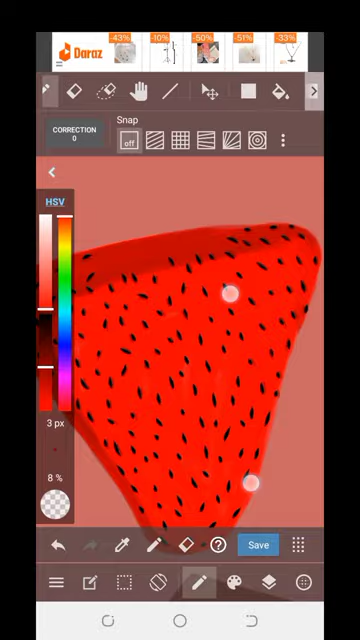 -43%
-10%
-50%
-51%
-33%
Daraz
CORRECTION
0
Snap
off
HSV
3 px
8 %
Save